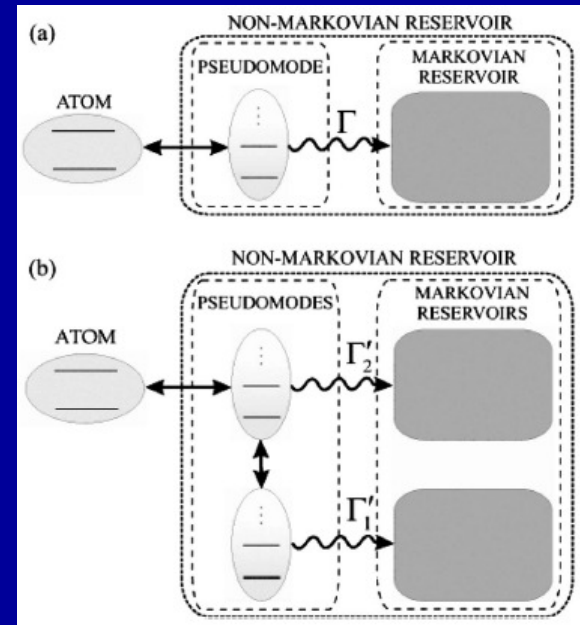 NON-MARKOVIAN RESERVOIR
(a)
PSEUDOMODE
MARKOVIAN
RESERVOIR
ATOM
Γ
NON-MARKOVIAN RESERVOIR
(b)
PSEUDOMODES
MARKOVIAN
RESERVOIRS
ATOM
Γ′₂
Γ′₁